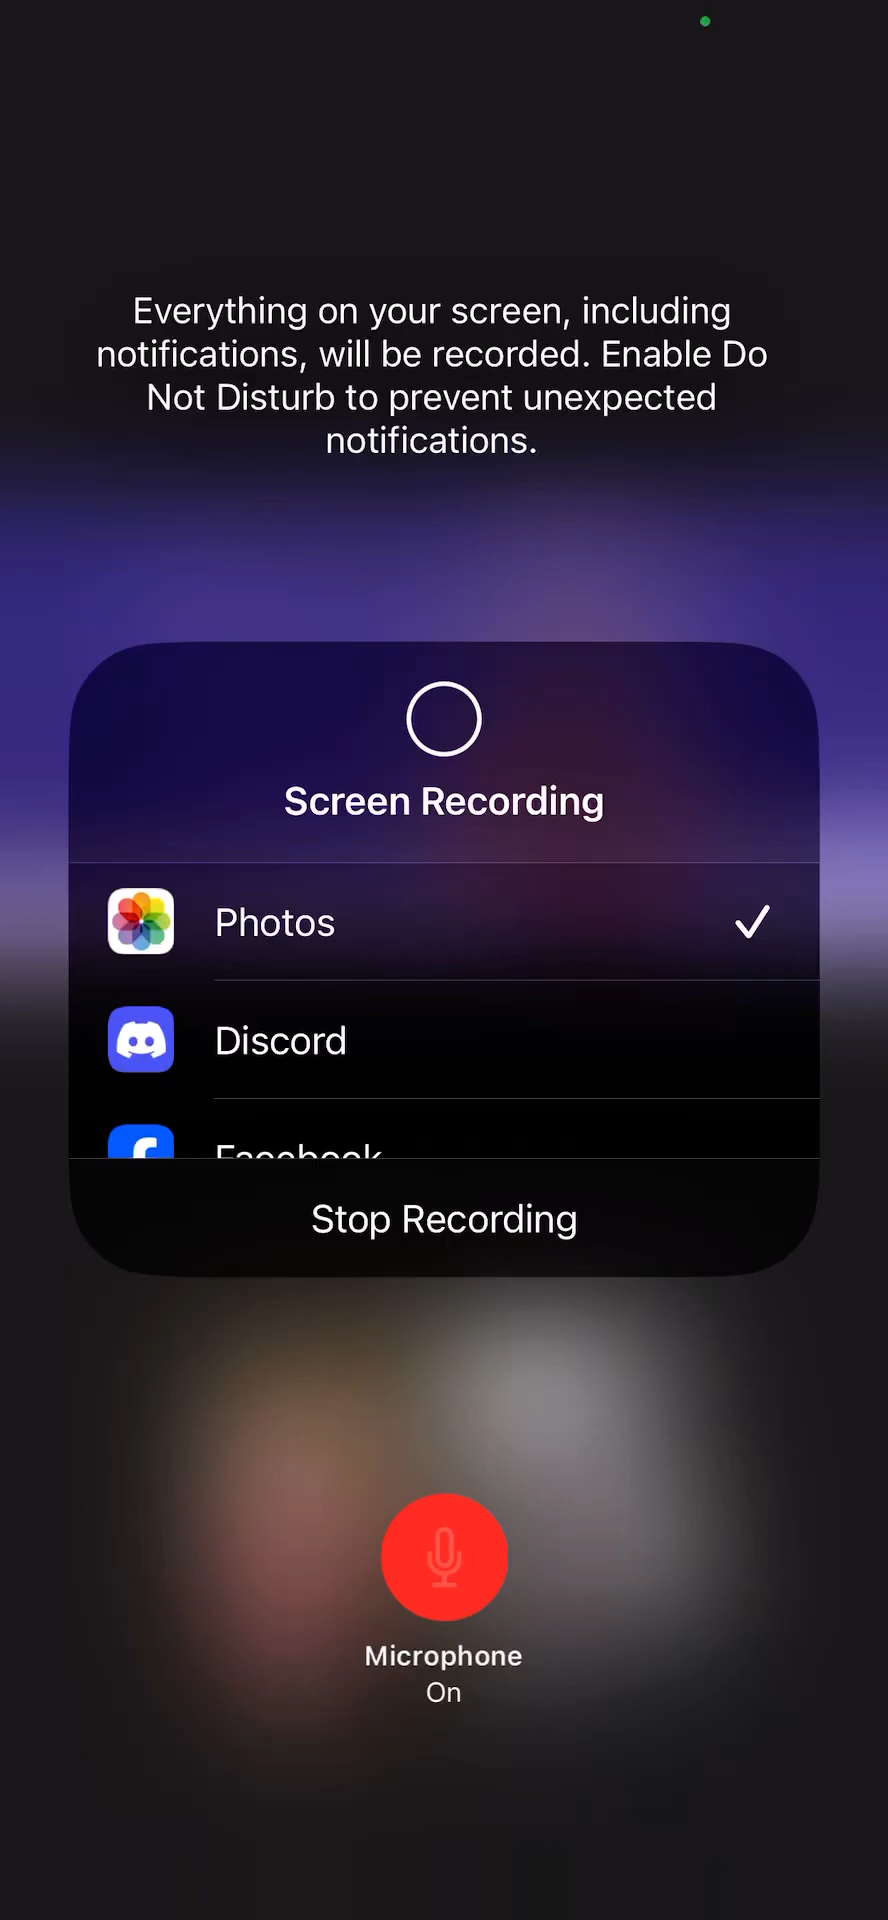 Everything on your screen, including
notifications, will be recorded. Enable Do
Not Disturb to prevent unexpected
notifications.
Screen Recording
Photos
Discord
Facebook
Stop Recording
Microphone
On